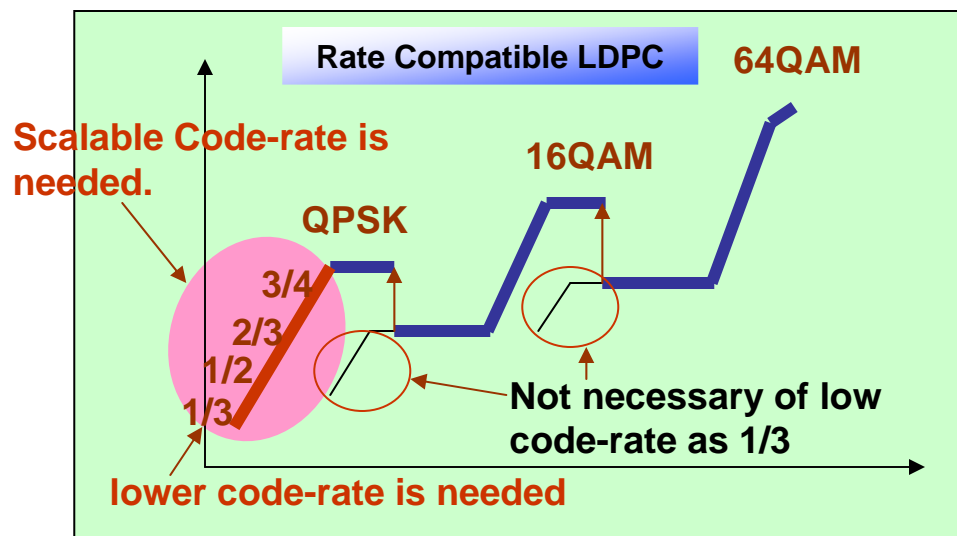 Rate Compatible LDPC
64QAM
Scalable Code-rate is
needed.
16QAM
QPSK
3/4
2/3
1/2
1/3
Not necessary of low
code-rate as 1/3
lower code-rate is needed